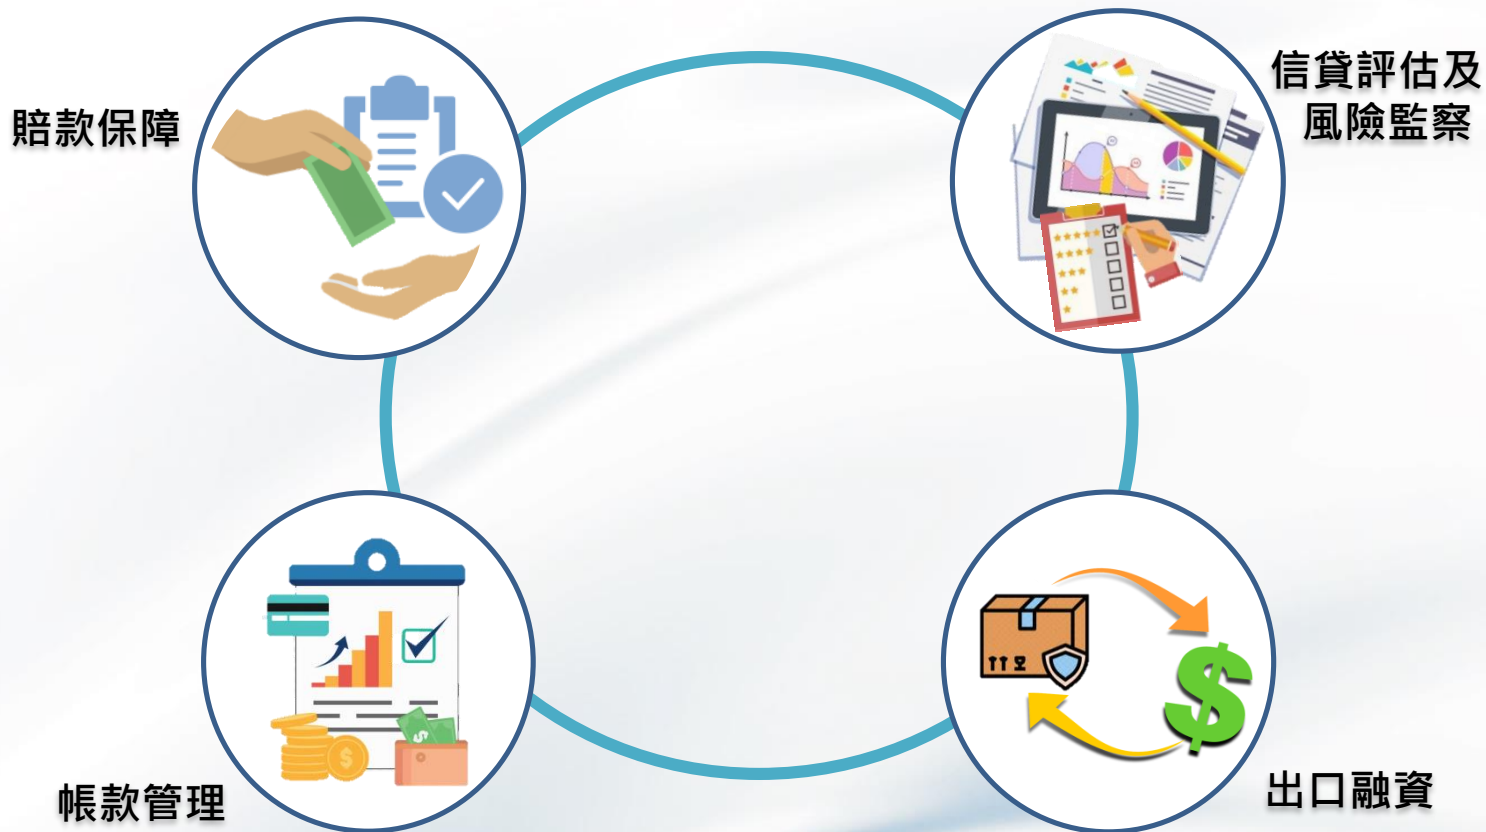 賠款保障
信貸評估及
風險監察
帳款管理
出口融資